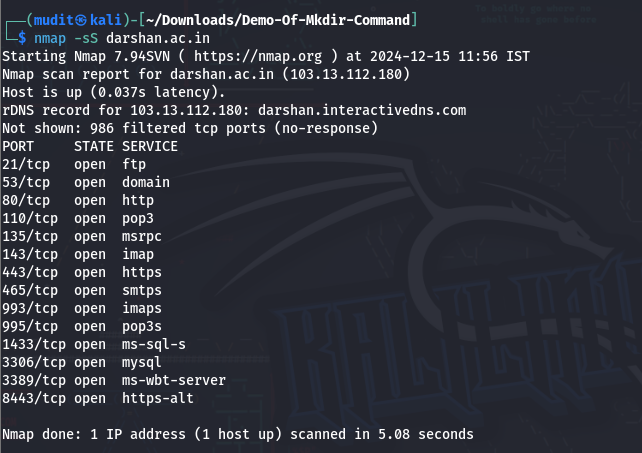 ┌──(mudit㉿kali)-[~/Downloads/Demo-Of-Mkdir-Command]
└─$ nmap -sS darshan.ac.in
Starting Nmap 7.94SVN ( https://nmap.org ) at 2024-12-15 11:56 IST
Nmap scan report for darshan.ac.in (103.13.112.180)
Host is up (0.037s latency).
rDNS record for 103.13.112.180: darshan.interactivedns.com
Not shown: 986 filtered tcp ports (no-response)
PORT     STATE SERVICE
21/tcp   open  ftp
53/tcp   open  domain
80/tcp   open  http
110/tcp  open  pop3
135/tcp  open  msrpc
143/tcp  open  imap
443/tcp  open  https
465/tcp  open  smtps
993/tcp  open  imaps
995/tcp  open  pop3s
1433/tcp open  ms-sql-s
3306/tcp open  mysql
3389/tcp open  ms-wbt-server
8443/tcp open  https-alt
Nmap done: 1 IP address (1 host up) scanned in 5.08 seconds